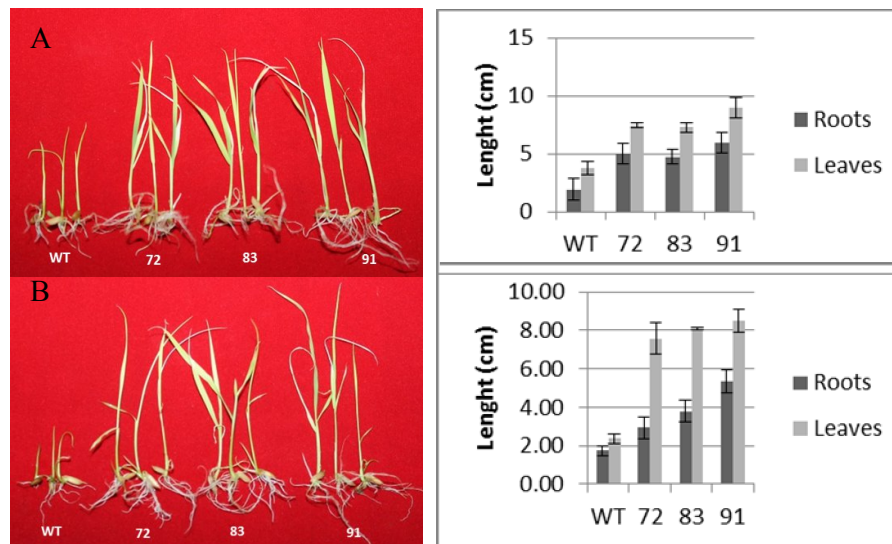 A
WT
72
83
91
B
WT
72
83
91
15
10
5
0
Lenght (cm)
WT 72 83 91
Roots
Leaves
10.00
8.00
6.00
4.00
2.00
0.00
Lenght (cm)
WT 72 83 91
Roots
Leaves